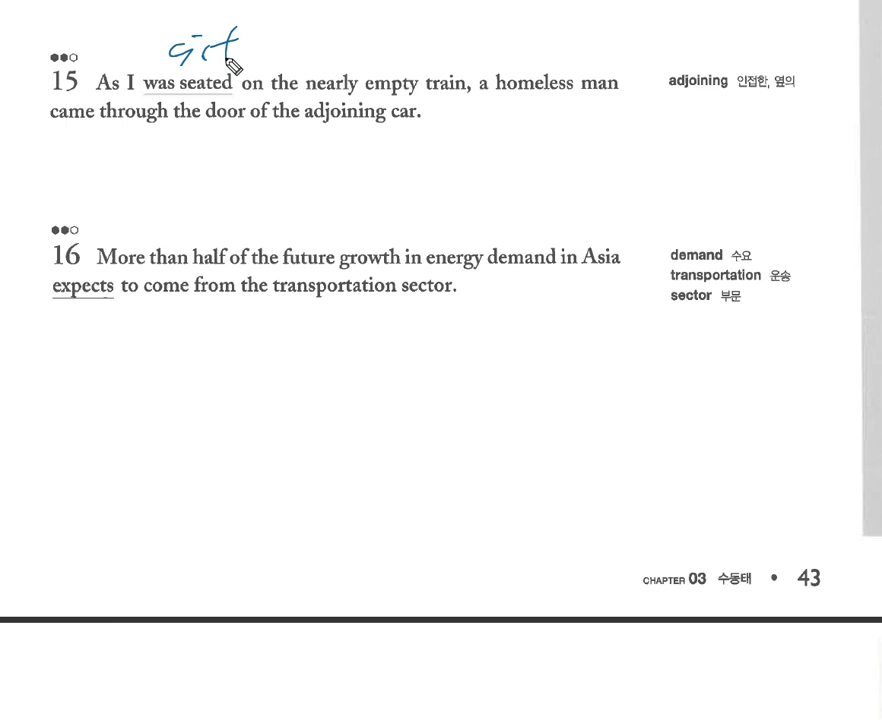 15 As I was seated on the nearly empty train, a homeless man
came through the door of the adjoining car.
adjoining 인접한, 옆의
16 More than half of the future growth in energy demand in Asia
expects to come from the transportation sector.
demand 수요
transportation 운송
sector 부문
CHAPTER 03 수동태 • 43